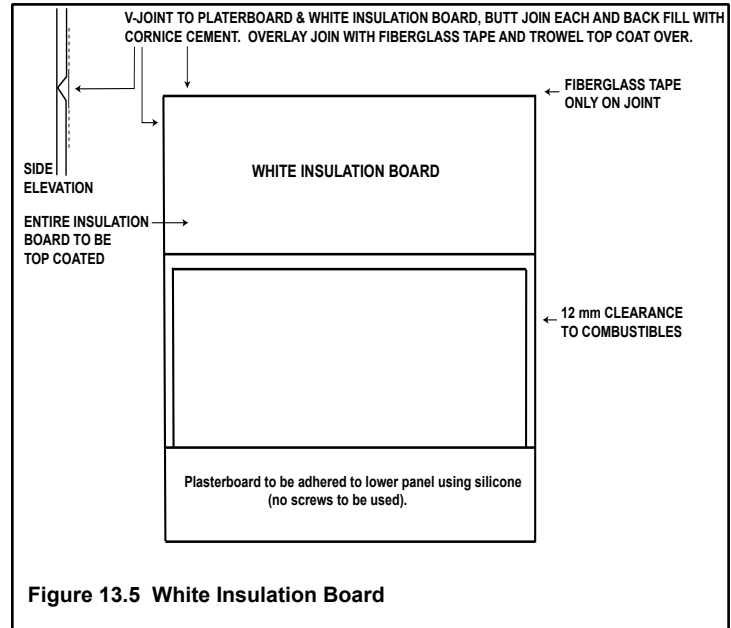 V-JOINT TO PLATERBOARD & WHITE INSULATION BOARD, BUTT JOIN EACH AND BACK FILL WITH
CORNICE CEMENT.  OVERLAY JOIN WITH FIBERGLASS TAPE AND TROWEL TOP COAT OVER.
FIBERGLASS TAPE
ONLY ON JOINT
SIDE
ELEVATION
WHITE INSULATION BOARD
ENTIRE INSULATION
BOARD TO BE
TOP COATED
12 mm CLEARANCE
TO COMBUSTIBLES
Plasterboard to be adhered to lower panel using silicone
(no screws to be used).
Figure 13.5  White Insulation Board